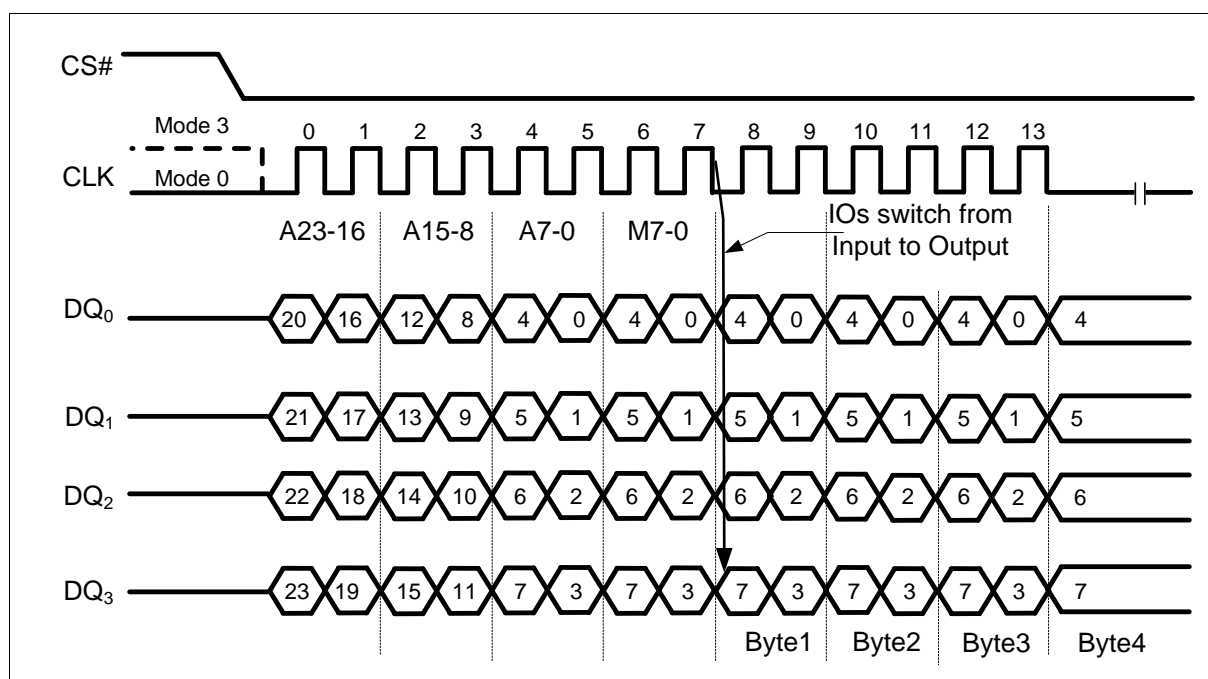 CS#
Mode 3
0 1 2 3 4 5 6 7 8 9 10 11 12 13
CLK
Mode 0
A23-16 A15-8 A7-0 M7-0
IOs switch from
Input to Output
DQ0 20 16 12 8 4 0 4 0 4 0 4 0 4 0 4
DQ1 21 17 13 9 5 1 5 1 5 1 5 1 5 1 5
DQ2 22 18 14 10 6 2 6 2 6 2 6 2 6 2 6
DQ3 23 19 15 11 7 3 7 3 7 3 7 3 7 3 7
Byte1 Byte2 Byte3 Byte4